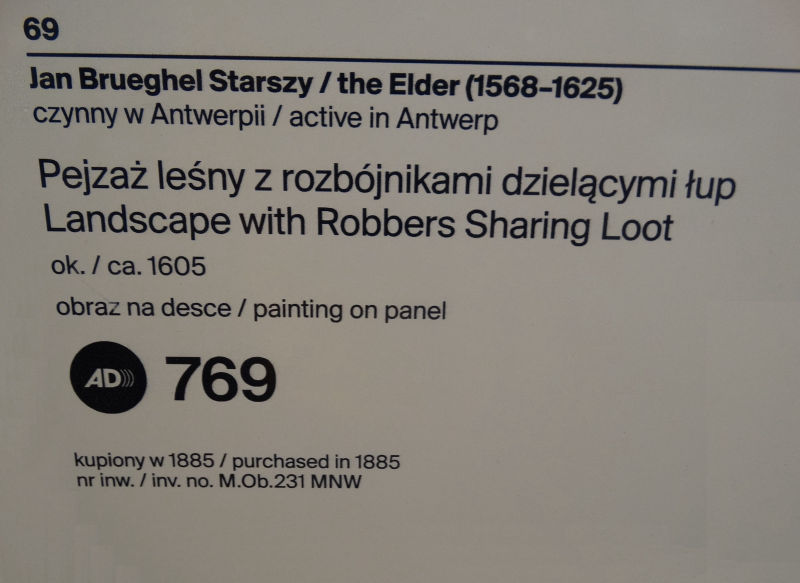 69
Jan Brueghel Starszy / the Elder (1568–1625)
czynny w Antwerpii / active in Antwerp
Pejzaż leśny z rozbójnikami dzielącymi łup
Landscape with Robbers Sharing Loot
ok. / ca. 1605
obraz na desce / painting on panel
AD))) 769
kupiony w 1885 / purchased in 1885
nr inw. / inv. no. M.Ob.231 MNW